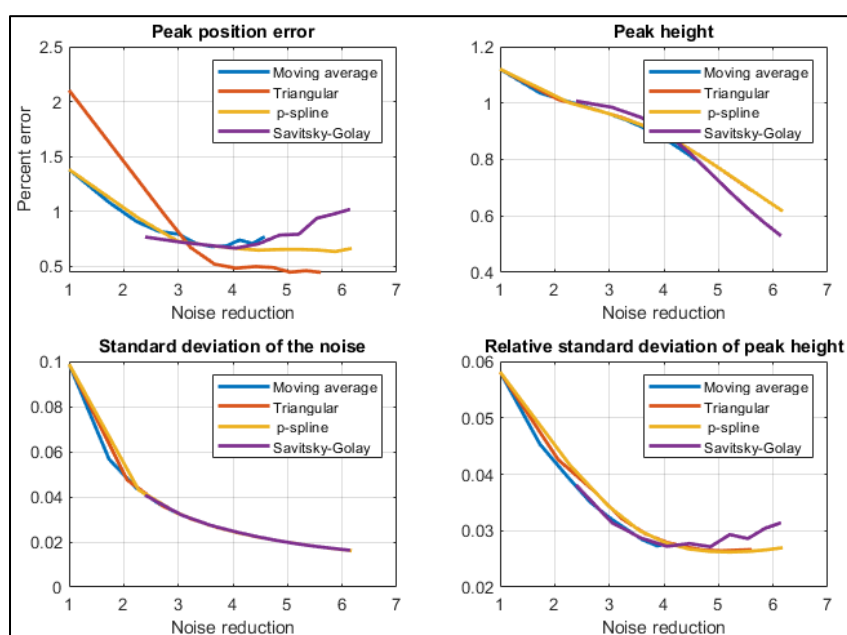 Peak position error
2.5
2
1.5
1
0.5
Percent error
Moving average
Triangular
p-spline
Savitsky-Golay
1 2 3 4 5 6 7
Noise reduction
Peak height
1.2
1
0.8
0.6
0.4
Moving average
Triangular
p-spline
Savitsky-Golay
1 2 3 4 5 6 7
Noise reduction
Standard deviation of the noise
0.1
0.08
0.06
0.04
0.02
0
Moving average
Triangular
p-spline
Savitsky-Golay
1 2 3 4 5 6 7
Noise reduction
Relative standard deviation of peak height
0.06
0.05
0.04
0.03
0.02
Moving average
Triangular
p-spline
Savitsky-Golay
1 2 3 4 5 6 7
Noise reduction